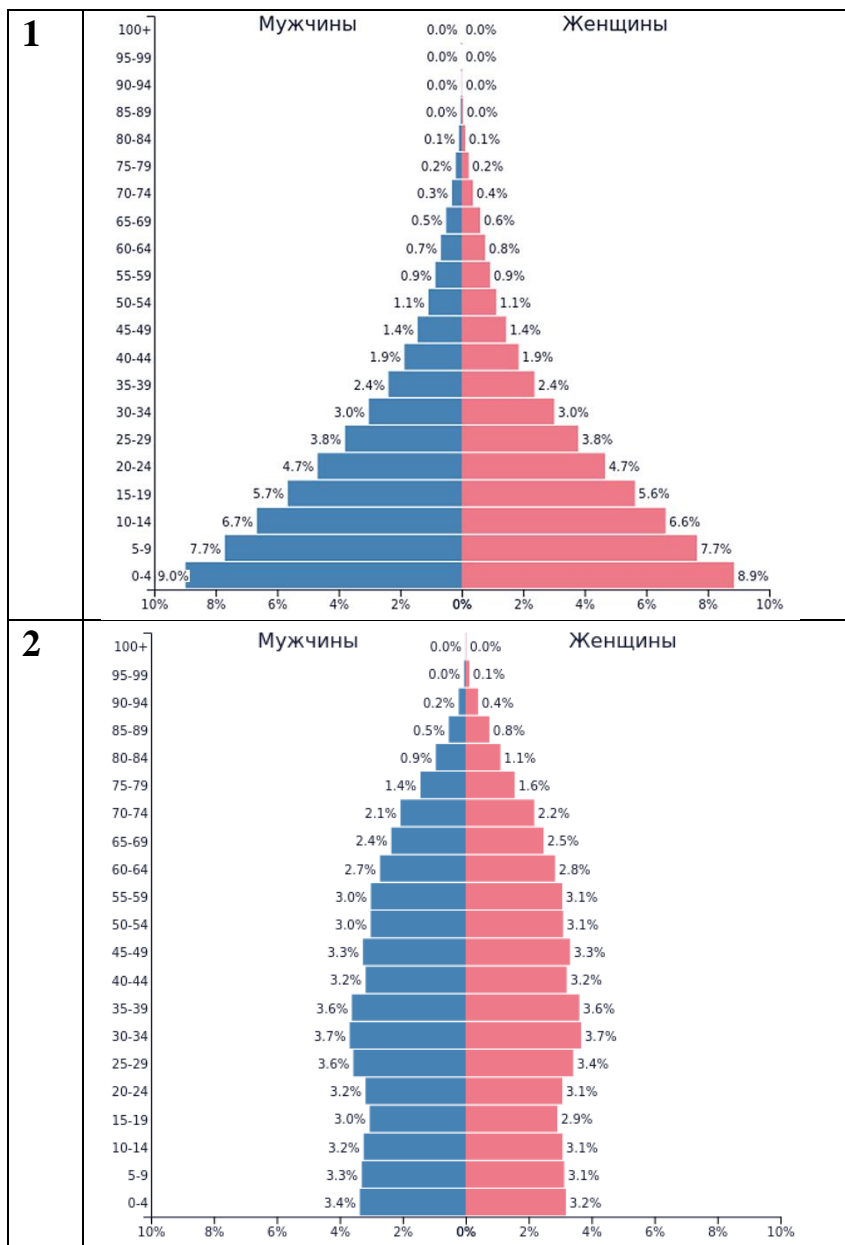 1
Мужчины Женщины
100+ 0.0% 0.0%
95-99 0.0% 0.0%
90-94 0.0% 0.0%
85-89 0.0% 0.0%
80-84 0.1% 0.1%
75-79 0.2% 0.2%
70-74 0.3% 0.4%
65-69 0.5% 0.6%
60-64 0.7% 0.8%
55-59 0.9% 0.9%
50-54 1.1% 1.1%
45-49 1.4% 1.4%
40-44 1.9% 1.9%
35-39 2.4% 2.4%
30-34 3.0% 3.0%
25-29 3.8% 3.8%
20-24 4.7% 4.7%
15-19 5.7% 5.6%
10-14 6.7% 6.6%
5-9 7.7% 7.7%
0-4 9.0% 8.9%
10% 8% 6% 4% 2% 0% 2% 4% 6% 8% 10%
2
Мужчины Женщины
100+ 0.0% 0.0%
95-99 0.0% 0.1%
90-94 0.2% 0.4%
85-89 0.5% 0.8%
80-84 0.9% 1.1%
75-79 1.4% 1.6%
70-74 2.1% 2.2%
65-69 2.4% 2.5%
60-64 2.7% 2.8%
55-59 3.0% 3.1%
50-54 3.0% 3.1%
45-49 3.3% 3.3%
40-44 3.2% 3.2%
35-39 3.6% 3.6%
30-34 3.7% 3.7%
25-29 3.6% 3.4%
20-24 3.2% 3.1%
15-19 3.0% 2.9%
10-14 3.2% 3.1%
5-9 3.3% 3.1%
0-4 3.4% 3.2%
10% 8% 6% 4% 2% 0% 2% 4% 6% 8% 10%